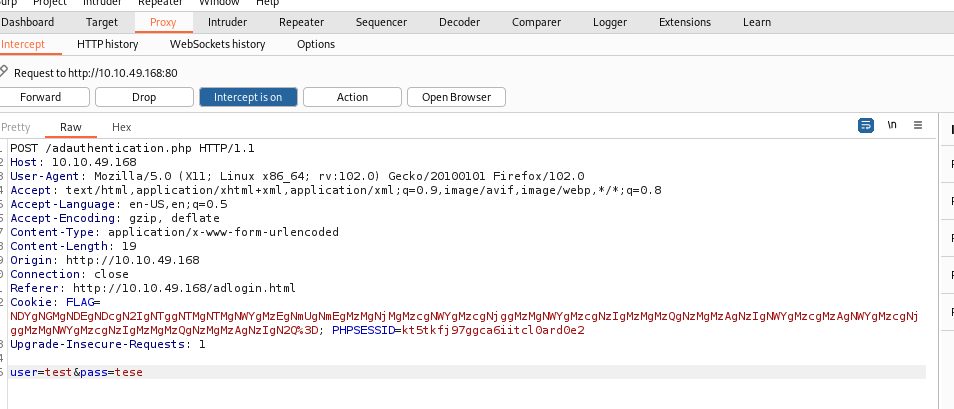 urp Project Intruder Repeater Window Help
Dashboard Target Proxy Intruder Repeater Sequencer Decoder Comparer Logger Extensions Learn
Intercept HTTP history WebSockets history Options
Request to http://10.10.49.168:80
Forward Drop Intercept is on Action Open Browser
Pretty Raw Hex \n
POST /adauthentication.php HTTP/1.1
Host: 10.10.49.168
User-Agent: Mozilla/5.0 (X11; Linux x86_64; rv:102.0) Gecko/20100101 Firefox/102.0
Accept: text/html,application/xhtml+xml,application/xml;q=0.9,image/avif,image/webp,*/*;q=0.8
Accept-Language: en-US,en;q=0.5
Accept-Encoding: gzip, deflate
Content-Type: application/x-www-form-urlencoded
Content-Length: 19
Origin: http://10.10.49.168
Connection: close
Referer: http://10.10.49.168/adlogin.html
Cookie: FLAG=
NDYgNGMgNDEgNDcgN2IgNTggNTMgNTMgNWYgMzEgNmUgNmEgMzMgNjMgMzcgNWYgMzcgNjggMzMgNWYgMzcgNzIgMzMgMzQgNzMgMzAgNzIgNWYgMzcgMzAgNWYgMzcgNj
ggMzMgNWYgMzcgNzIgMzMgMzQgNzMgMzAgNzIgN2Q%3D; PHPSESSID=kt5tkfj97ggca6iitcl0ard0e2
Upgrade-Insecure-Requests: 1
user=test&pass=tese